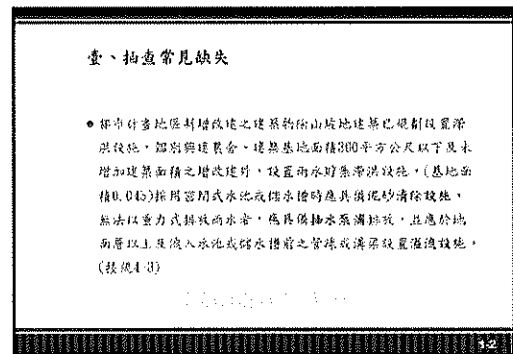 壹、抽查常見缺失
● 都市計畫地區新增改建之建築物除山坡地建築已規劃設置滯
洪設施、個別興建農舍、建築基地面積300平方公尺以下及未
增加建築面積之增改建外,設置雨水貯集滯洪設施。(基地面
積0.045)採用密閉式水池或儲水槽時應具備泥砂清除設施。
無法以重力式排放雨水者,應具備抽水泵浦排放,且應於地
面層以上及流入水池或儲水槽前之管線或溝渠設置溢流設施。
(技規4-3)
1-2